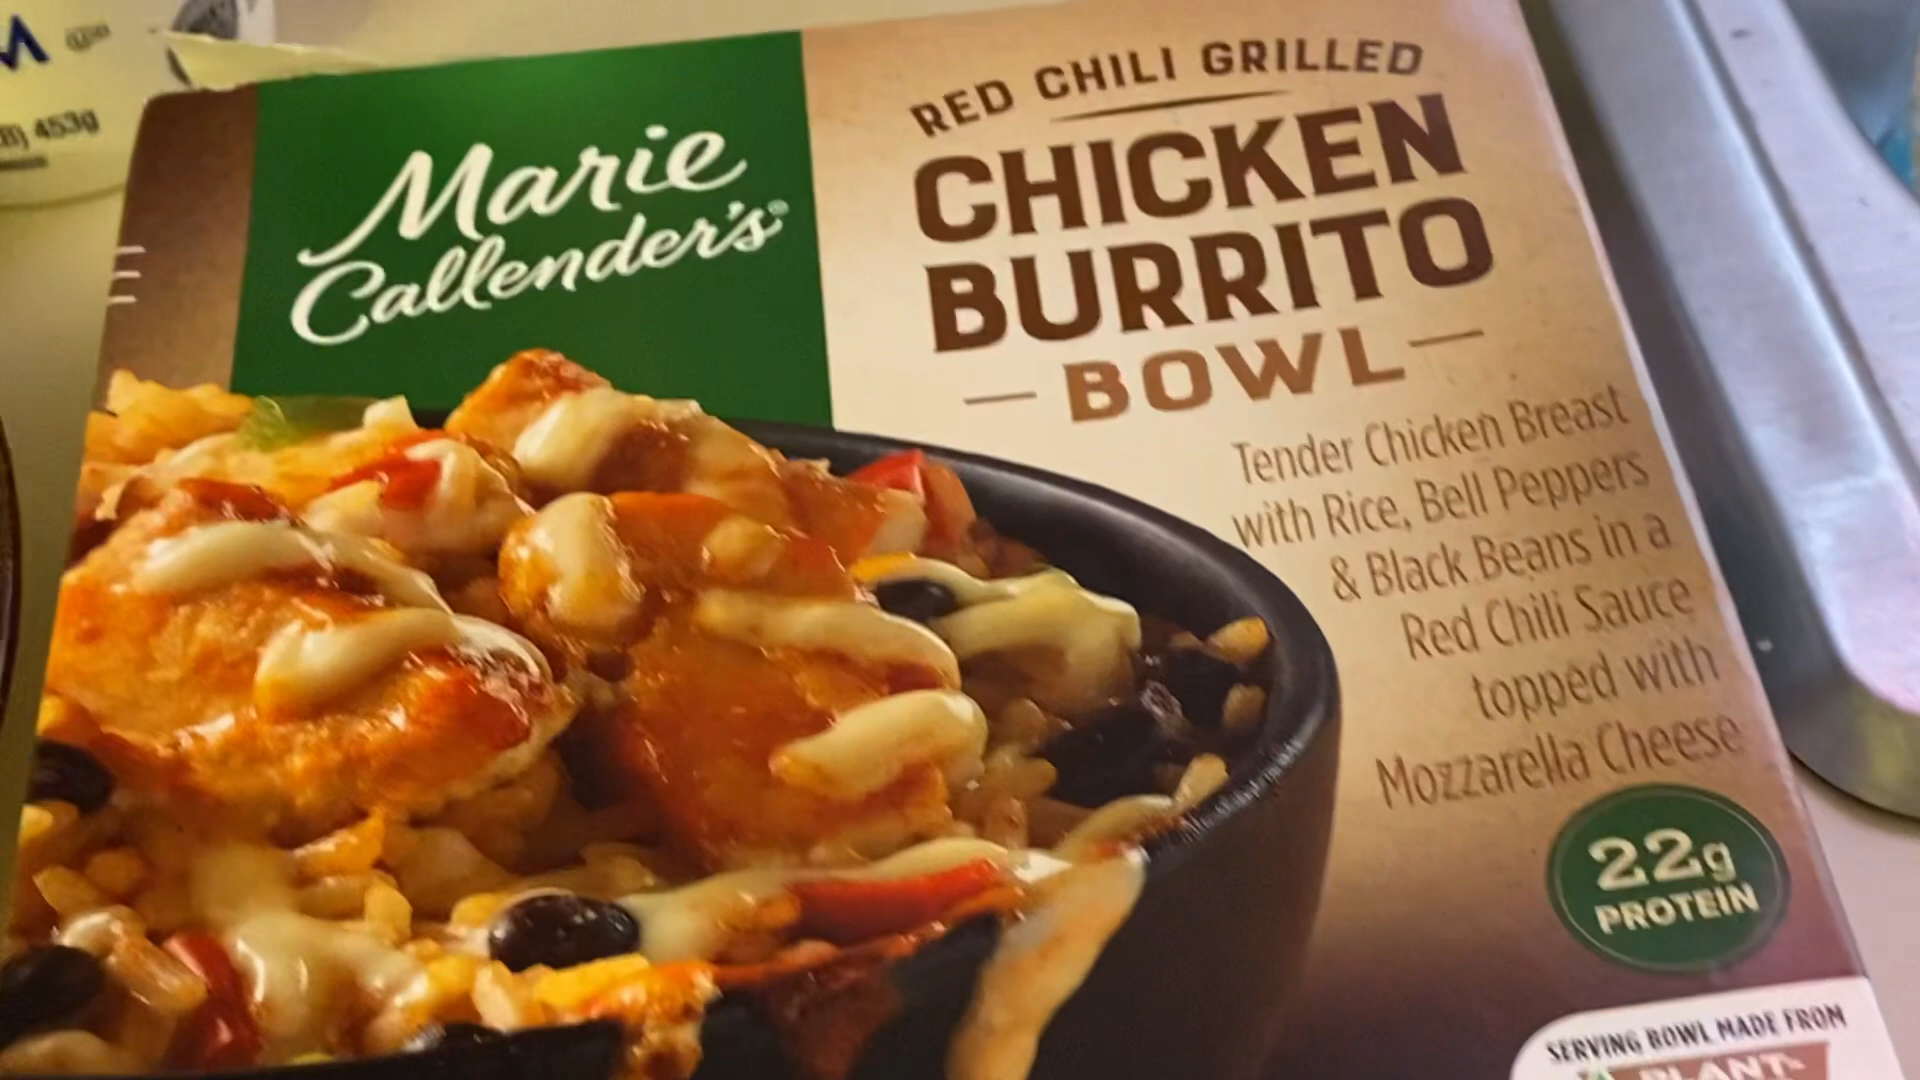 453g
Marie
Callender's®
RED CHILI GRILLED
CHICKEN
BURRITO
BOWL
Tender Chicken Breast
with Rice, Bell Peppers
& Black Beans in a
Red Chili Sauce
topped with
Mozzarella Cheese
22g
PROTEIN
SERVING BOWL MADE FROM
PLANT-